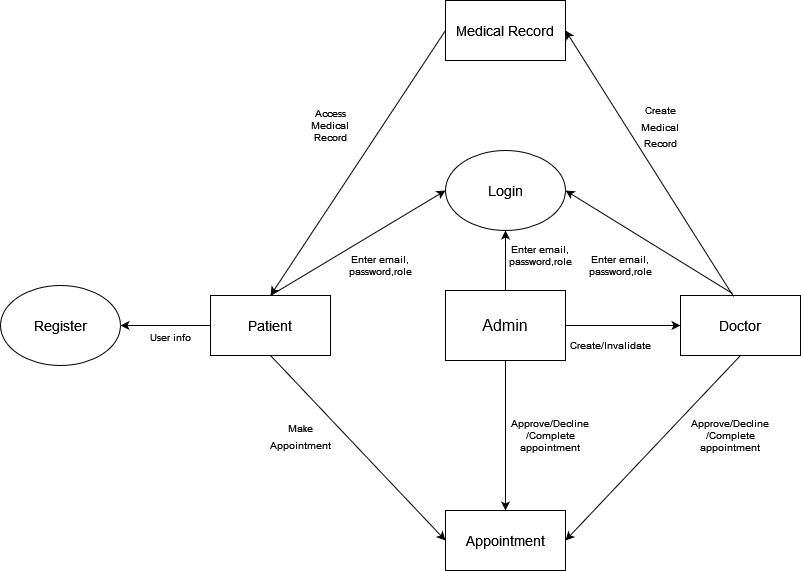 Medical Record
Access
Medical
Record
Create
Medical
Record
Login
Enter email,
password,role
Enter email,
password,role
Enter email,
password,role
Register
User info
Patient
Admin
Create/Invalidate
Doctor
Make
Appointment
Approve/Decline
/Complete
appointment
Approve/Decline
/Complete
appointment
Appointment